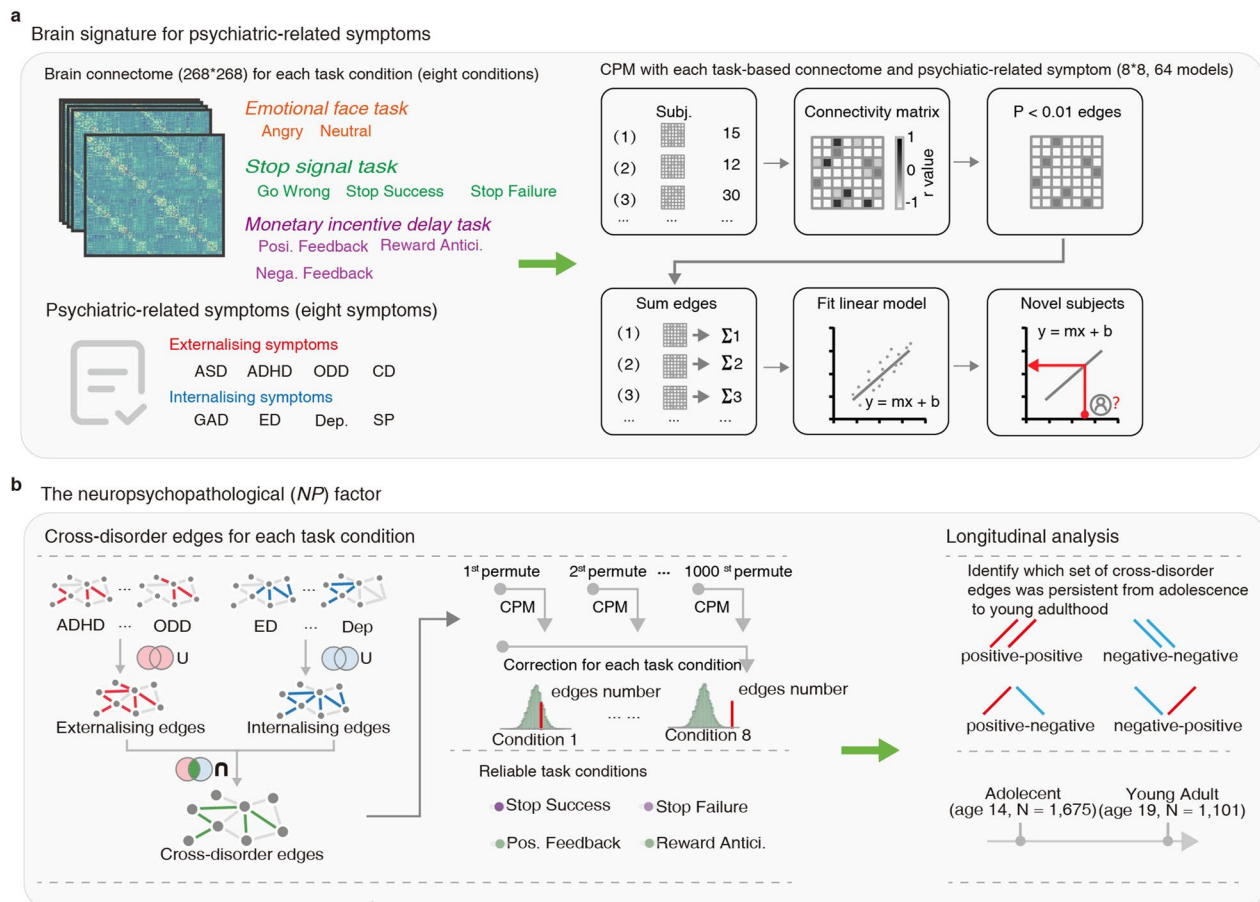 a
Brain signature for psychiatric-related symptoms
Brain connectome (268*268) for each task condition (eight conditions)
Emotional face task
Angry Neutral
Stop signal task
Go Wrong Stop Success Stop Failure
Monetary incentive delay task
Posi. Feedback Reward Antici.
Nega. Feedback
Psychiatric-related symptoms (eight symptoms)
Externalising symptoms
ASD ADHD ODD CD
Internalising symptoms
GAD ED Dep. SP
CPM with each task-based connectome and psychiatic-related symptom (8*8, 64 models)
Subj.
(1) 15
(2) 12
(3) 30
... ... ...
Connectivity matrix
1
0
-1
r value
P < 0.01 edges
Sum edges
(1) Σ1
(2) Σ2
(3) Σ3
... ... ...
Fit linear model
y = mx + b
Novel subjects
y = mx + b
?
b
The neuropsychopathological (NP) factor
Cross-disorder edges for each task condition
... ...
ADHD ... ODD ED ... Dep
U U
Externalising edges Internalising edges
∩
Cross-disorder edges
1st permute 2st permute ... 1000 st permute
CPM CPM CPM
Correction for each task condition
edges number edges number
... ...
Condition 1 Condition 8
Reliable task conditions
Stop Success Stop Failure
Pos. Feedback Reward Antici.
Longitudinal analysis
Identify which set of cross-disorder
edges was persistent from adolescence
to young adulthood
positive-positive negative-negative
positive-negative negative-positive
Adolecent Young Adult
(age 14, N = 1,675) (age 19, N = 1,101)